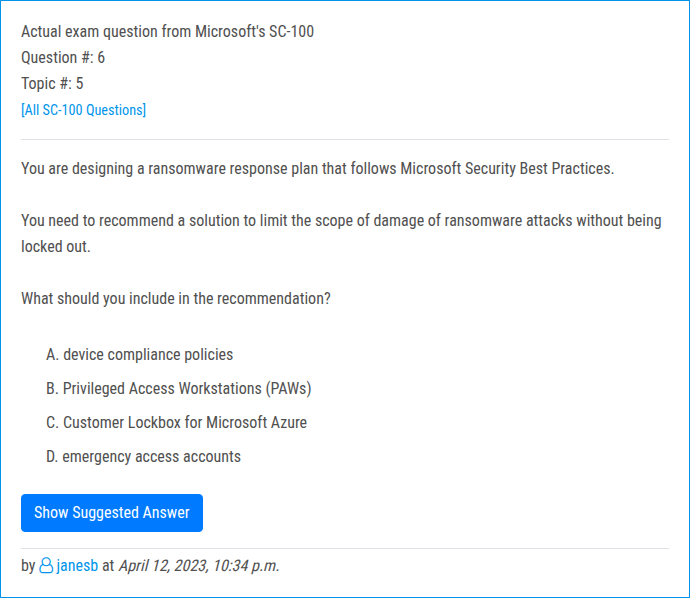 Actual exam question from Microsoft's SC-100
Question #: 6
Topic #: 5
[All SC-100 Questions]
You are designing a ransomware response plan that follows Microsoft Security Best Practices.
You need to recommend a solution to limit the scope of damage of ransomware attacks without being
locked out.
What should you include in the recommendation?
A. device compliance policies
B. Privileged Access Workstations (PAWs)
C. Customer Lockbox for Microsoft Azure
D. emergency access accounts
Show Suggested Answer
by janesb at April 12, 2023, 10:34 p.m.